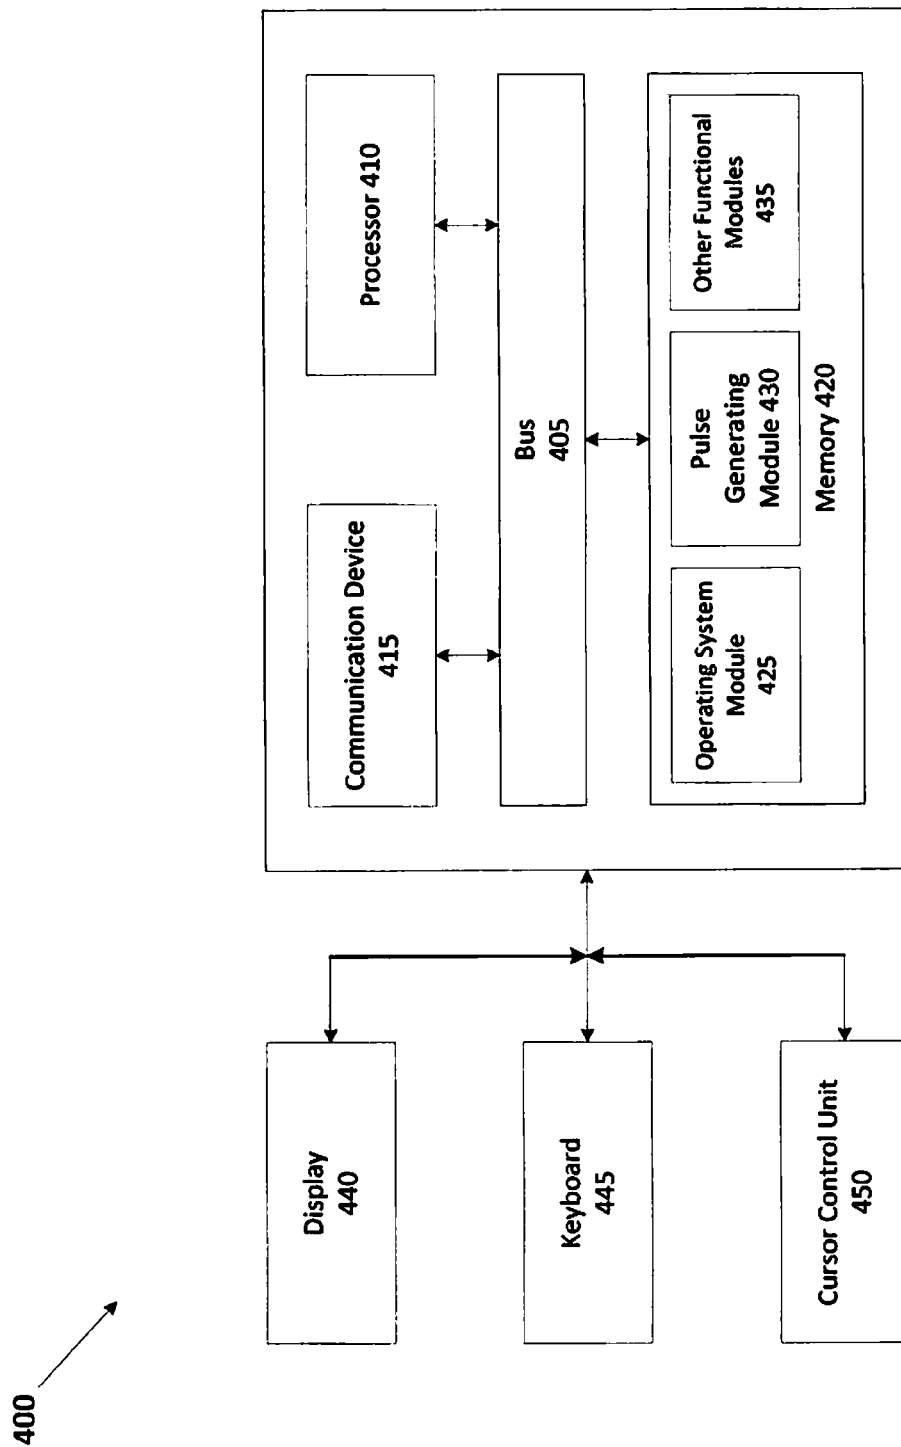 400
Display
440
Keyboard
445
Cursor Control Unit
450
Communication Device
415
Processor 410
Bus
405
Operating System
Module
425
Pulse
Generating
Module 430
Other Functional
Modules
435
Memory 420